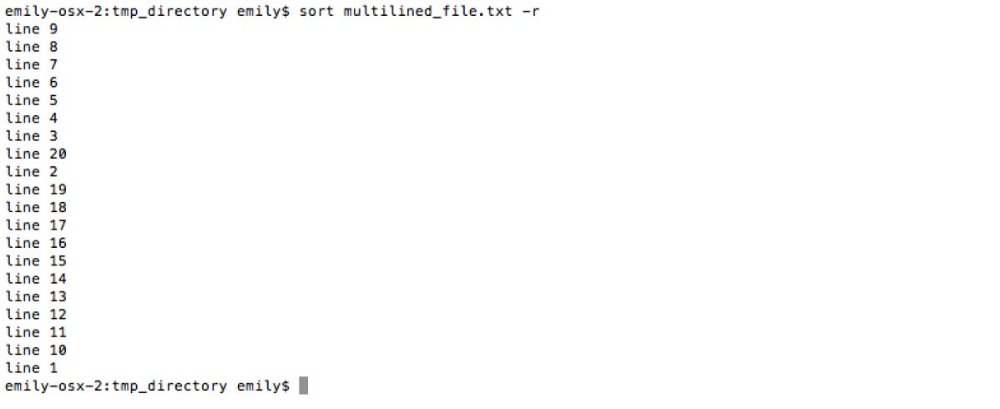 emily-osx-2:tmp_directory emily$ sort multilined_file.txt -r
line 9
line 8
line 7
line 6
line 5
line 4
line 3
line 20
line 2
line 19
line 18
line 17
line 16
line 15
line 14
line 13
line 12
line 11
line 10
line 1
emily-osx-2:tmp_directory emily$